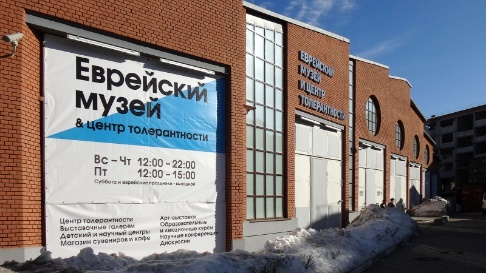 Еврейский
музей
& центр толерантности
Вс – Чт 12:00 – 22:00
Пт 12:00 – 15:00
Суббота и еврейские праздники - выходной
Центр толерантности
Выставочные галереи
Детский и научный центры
Магазин сувениров и кафе
Арт-выставки
Образовательные
и лекционные курсы
Научные конференции
Дискуссии
ЕВРЕЙСКИЙ
МУЗЕЙ
И ЦЕНТР
ТОЛЕРАНТНОСТИ